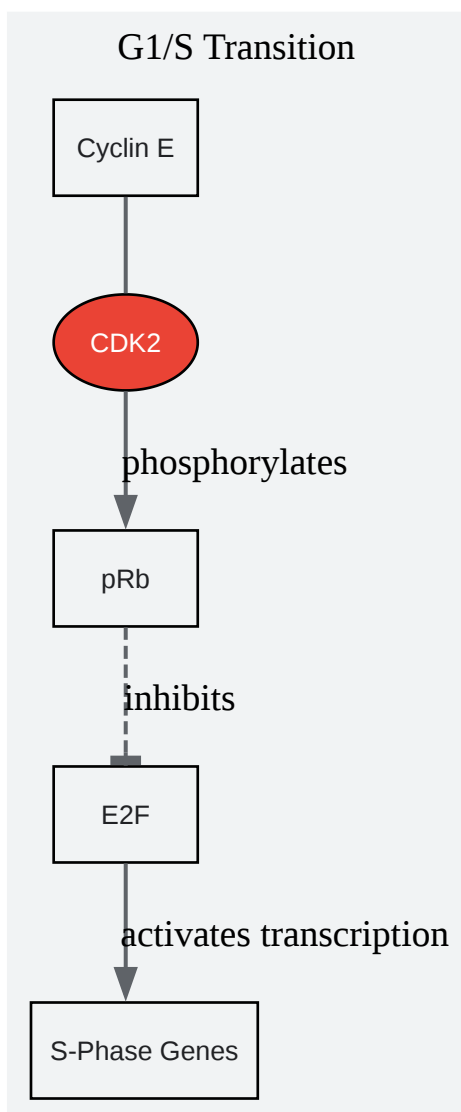 G1/S Transition
Cyclin E
CDK2
phosphorylates
pRb
inhibits
E2F
activates transcription
S-Phase Genes